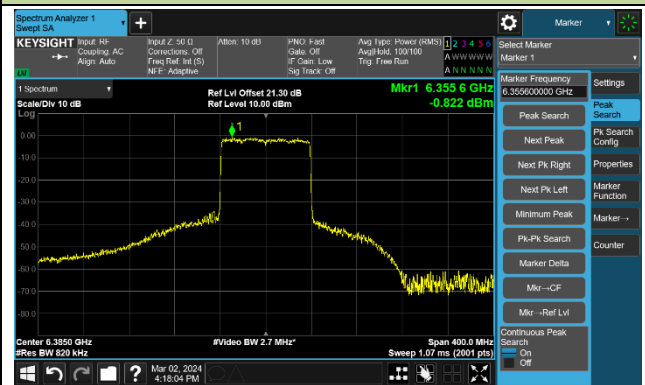 Spectrum Analyzer 1
Swept SA
+
Marker
KEYSIGHT
Input: RF
Coupling: AC
Align: Auto
Input Z: 50 Ω
Corrections: Off
Freq Ref: Int (S)
NFE: Adaptive
Atten: 10 dB
PNO: Fast
Gate: Off
IF Gain: Low
Sig Track: Off
Avg Type: Power (RMS)
Avg|Hold: 100/100
Trig: Free Run
1 2 3 4 5 6
A W W W W W
A N N N N N
LXI
Select Marker
Marker 1
1 Spectrum
Scale/Div 10 dB
Log
Ref Lvl Offset 21.30 dB
Ref Level 10.00 dBm
Mkr1 6.355 6 GHz
-0.822 dBm
1
0.00
-10.0
-20.0
-30.0
-40.0
-50.0
-60.0
-70.0
-80.0
Center 6.3850 GHz
#Res BW 820 kHz
#Video BW 2.7 MHz*
Span 400.0 MHz
Sweep 1.07 ms (2001 pts)
Marker Frequency
6.355600000 GHz
Peak Search
Next Peak
Next Pk Right
Next Pk Left
Minimum Peak
Pk-Pk Search
Marker Delta
Mkr→CF
Mkr→Ref Lvl
Continuous Peak
Search
On
Off
Settings
Peak
Search
Pk Search
Config
Properties
Marker
Function
Marker→
Counter
?
Mar 02, 2024
4:18:04 PM